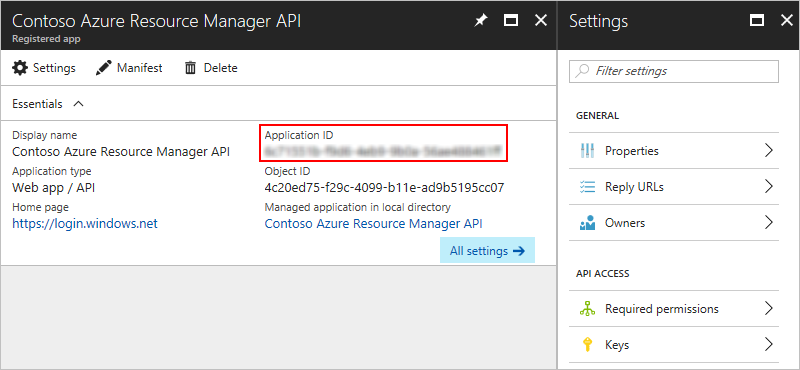 Contoso Azure Resource Manager API
Registered app
Settings
Manifest
Delete
Essentials
Display name
Contoso Azure Resource Manager API
Application ID
Application type
Web app / API
Object ID
4c20ed75-f29c-4099-b11e-ad9b5195cc07
Home page
https://login.windows.net
Managed application in local directory
Contoso Azure Resource Manager API
All settings
Settings
Filter settings
GENERAL
Properties
Reply URLs
Owners
API ACCESS
Required permissions
Keys